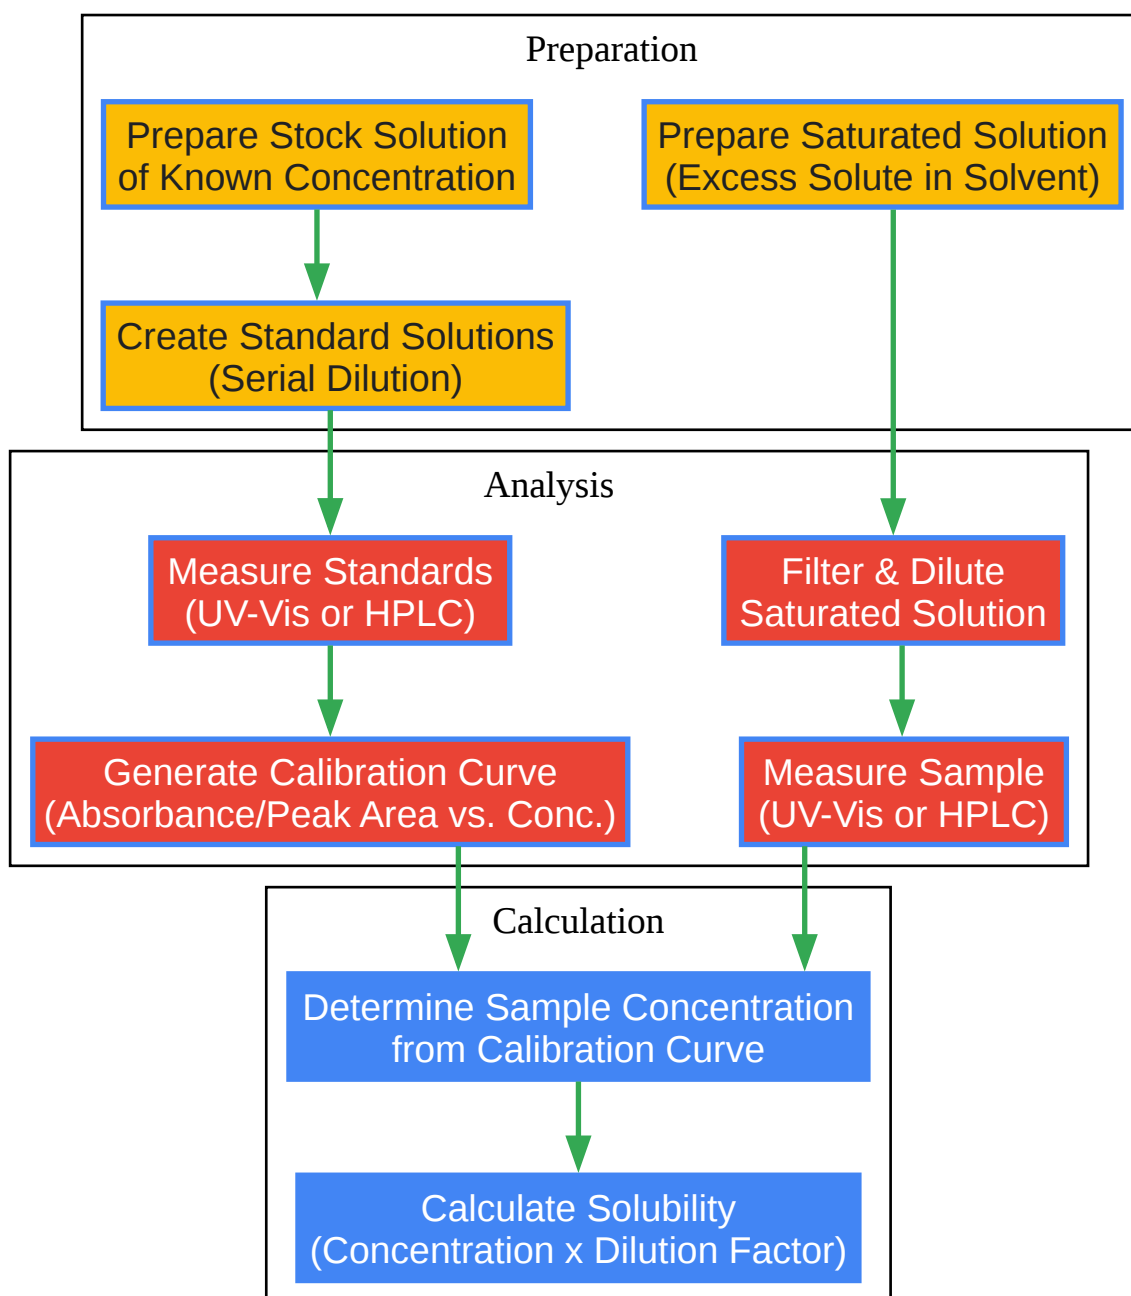 Preparation
Prepare Stock Solution
of Known Concentration
Prepare Saturated Solution
(Excess Solute in Solvent)
Create Standard Solutions
(Serial Dilution)
Analysis
Measure Standards
(UV-Vis or HPLC)
Filter & Dilute
Saturated Solution
Generate Calibration Curve
(Absorbance/Peak Area vs. Conc.)
Measure Sample
(UV-Vis or HPLC)
Calculation
Determine Sample Concentration
from Calibration Curve
Calculate Solubility
(Concentration x Dilution Factor)